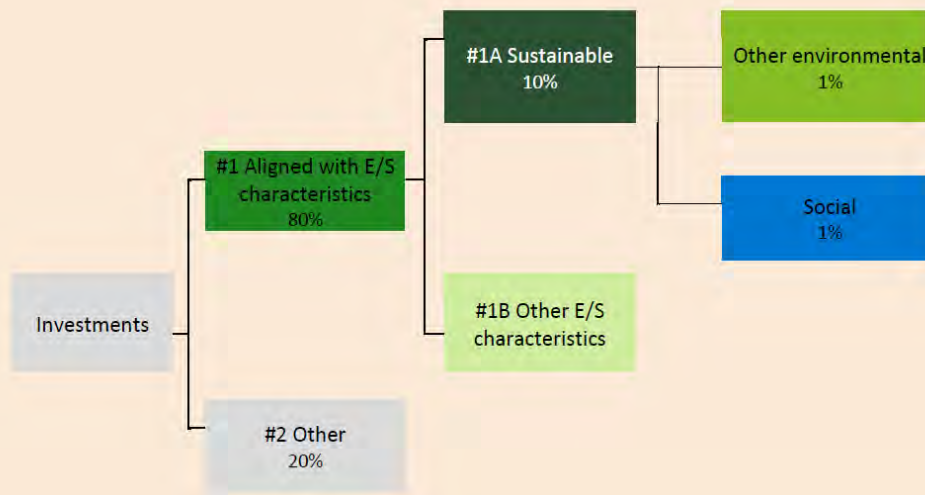 #1A Sustainable
10%
Other environmental
1%
#1 Aligned with E/S
characteristics
80%
Social
1%
Investments
#1B Other E/S
characteristics
#2 Other
20%